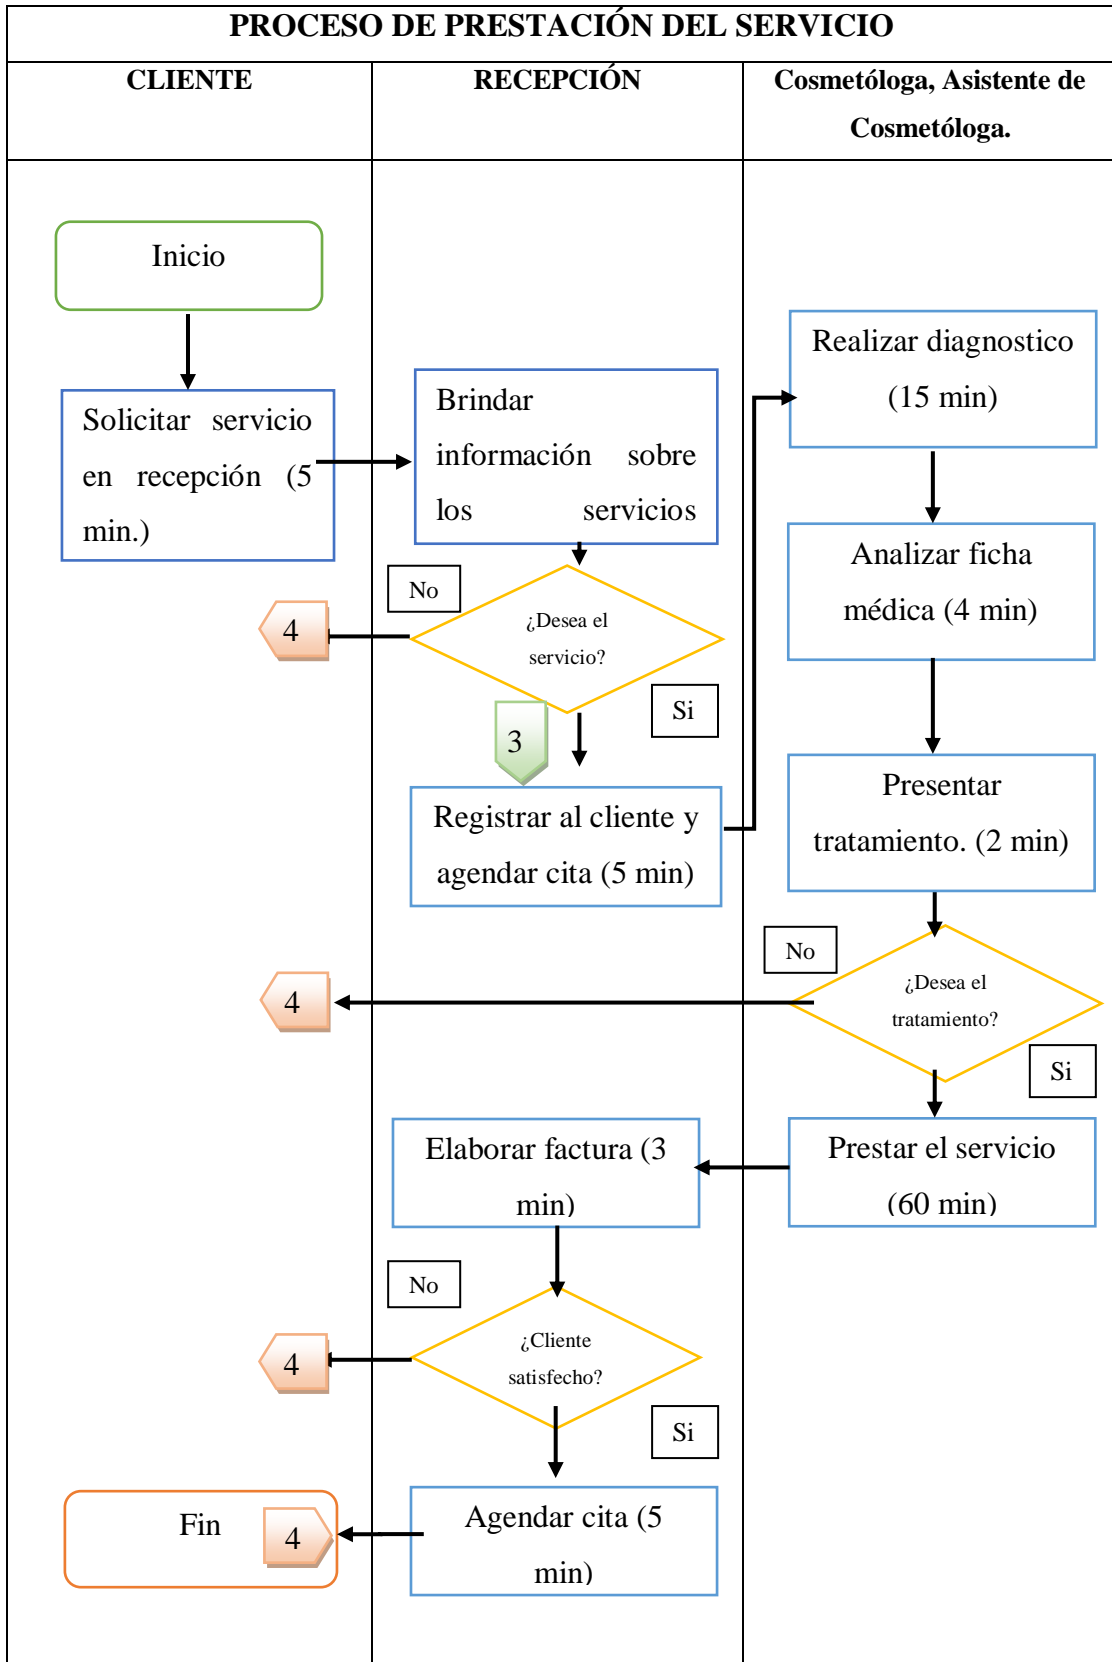 PROCESO DE PRESTACIÓN DEL SERVICIO
CLIENTE
RECEPCIÓN
Cosmetóloga, Asistente de
Cosmetóloga.
Inicio
Solicitar servicio
en recepción (5
min.)
Brindar
información sobre
los servicios
No
¿Desea el
servicio?
4
Si
3
Registrar al cliente y
agendar cita (5 min)
Realizar diagnostico
(15 min)
Analizar ficha
médica (4 min)
Presentar
tratamiento. (2 min)
No
¿Desea el
tratamiento?
4
Si
Prestar el servicio
(60 min)
Elaborar factura (3
min)
No
¿Cliente
satisfecho?
4
Si
Agendar cita (5
min)
Fin
4